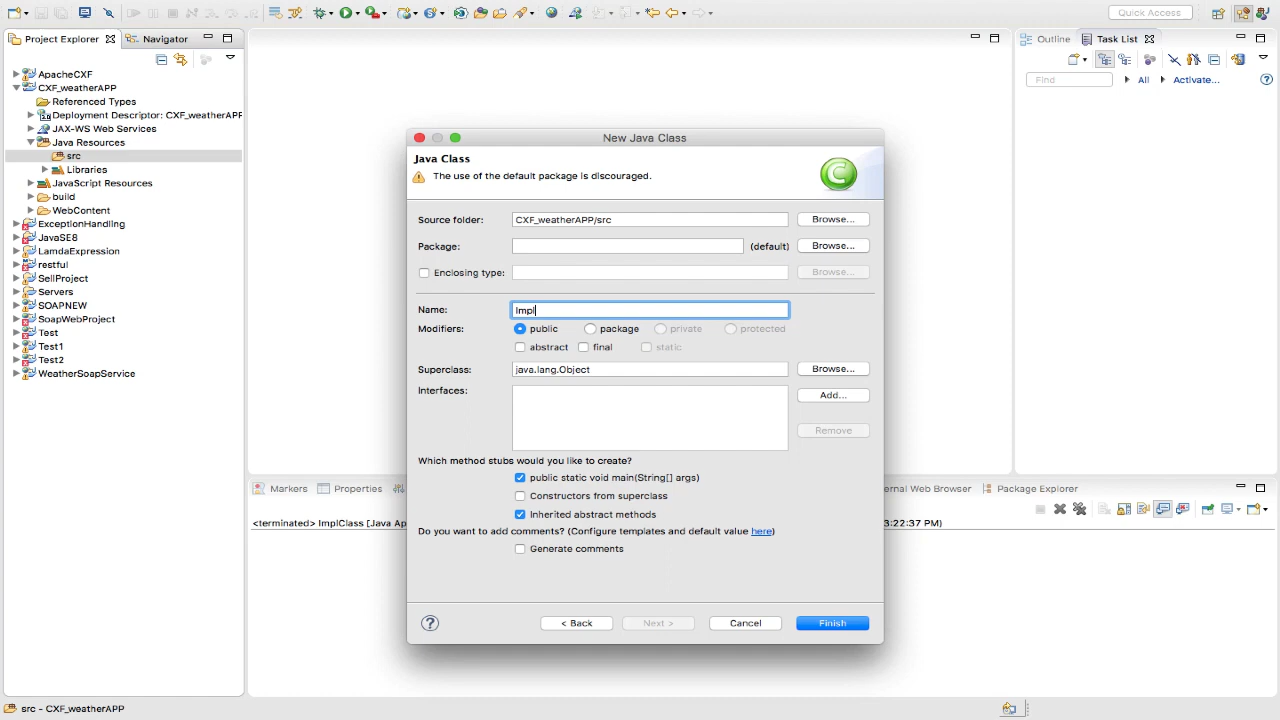 Quick Access
Project Explorer
Navigator
Outline
Task List
ApacheCXF
CXF_weatherAPP
Referenced Types
Deployment Descriptor: CXF_weatherAPP
JAX-WS Web Services
Java Resources
src
Libraries
JavaScript Resources
build
WebContent
ExceptionHandling
JavaSE8
LamdaExpression
restful
SellProject
Servers
SOAPNEW
SoapWebProject
Test
Test1
Test2
WeatherSoapService
Find
All
Activate...
New Java Class
Java Class
The use of the default package is discouraged.
Source folder: CXF_weatherAPP/src Browse...
Package: (default) Browse...
Enclosing type: Browse...
Name: Impl
Modifiers: public package private protected
abstract final static
Superclass: java.lang.Object Browse...
Interfaces: Add...
Remove
Which method stubs would you like to create?
public static void main(String[] args)
Constructors from superclass
Inherited abstract methods
Do you want to add comments? (Configure templates and default value here)
Generate comments
< Back Next > Cancel Finish
Markers
Properties
ernal Web Browser
Package Explorer
<terminated> ImplClass [Java Ap
3:22:37 PM)
src - CXF_weatherAPP